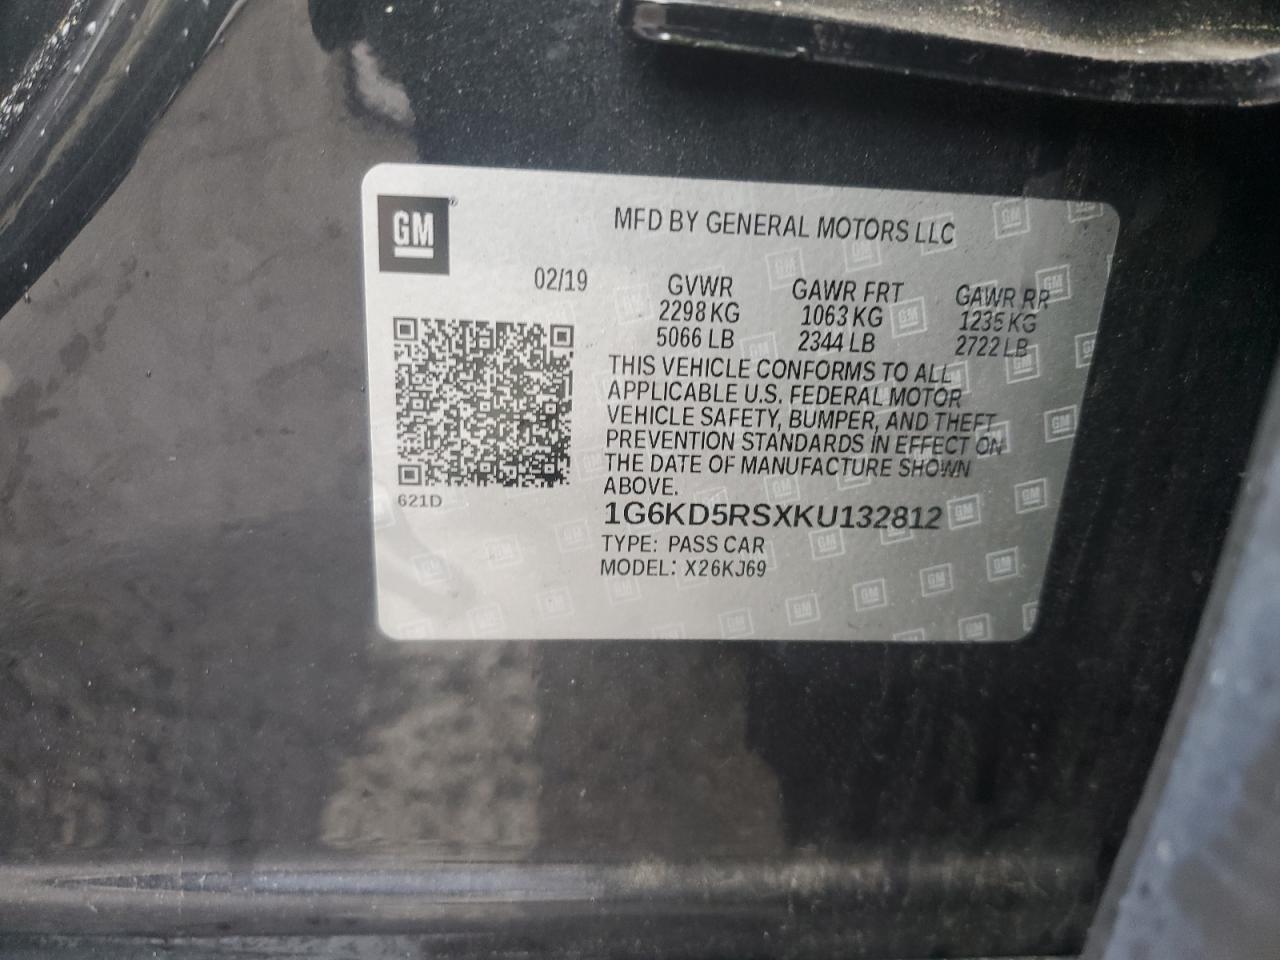 GM®
MFD BY GENERAL MOTORS LLC
02/19
GVWR GAWR FRT GAWR RR
2298 KG 1063 KG 1235 KG
5066 LB 2344 LB 2722 LB
THIS VEHICLE CONFORMS TO ALL
APPLICABLE U.S. FEDERAL MOTOR
VEHICLE SAFETY, BUMPER, AND THEFT
PREVENTION STANDARDS IN EFFECT ON
THE DATE OF MANUFACTURE SHOWN
ABOVE.
621D
1G6KD5RSXKU132812
TYPE: PASS CAR
MODEL: X26KJ69